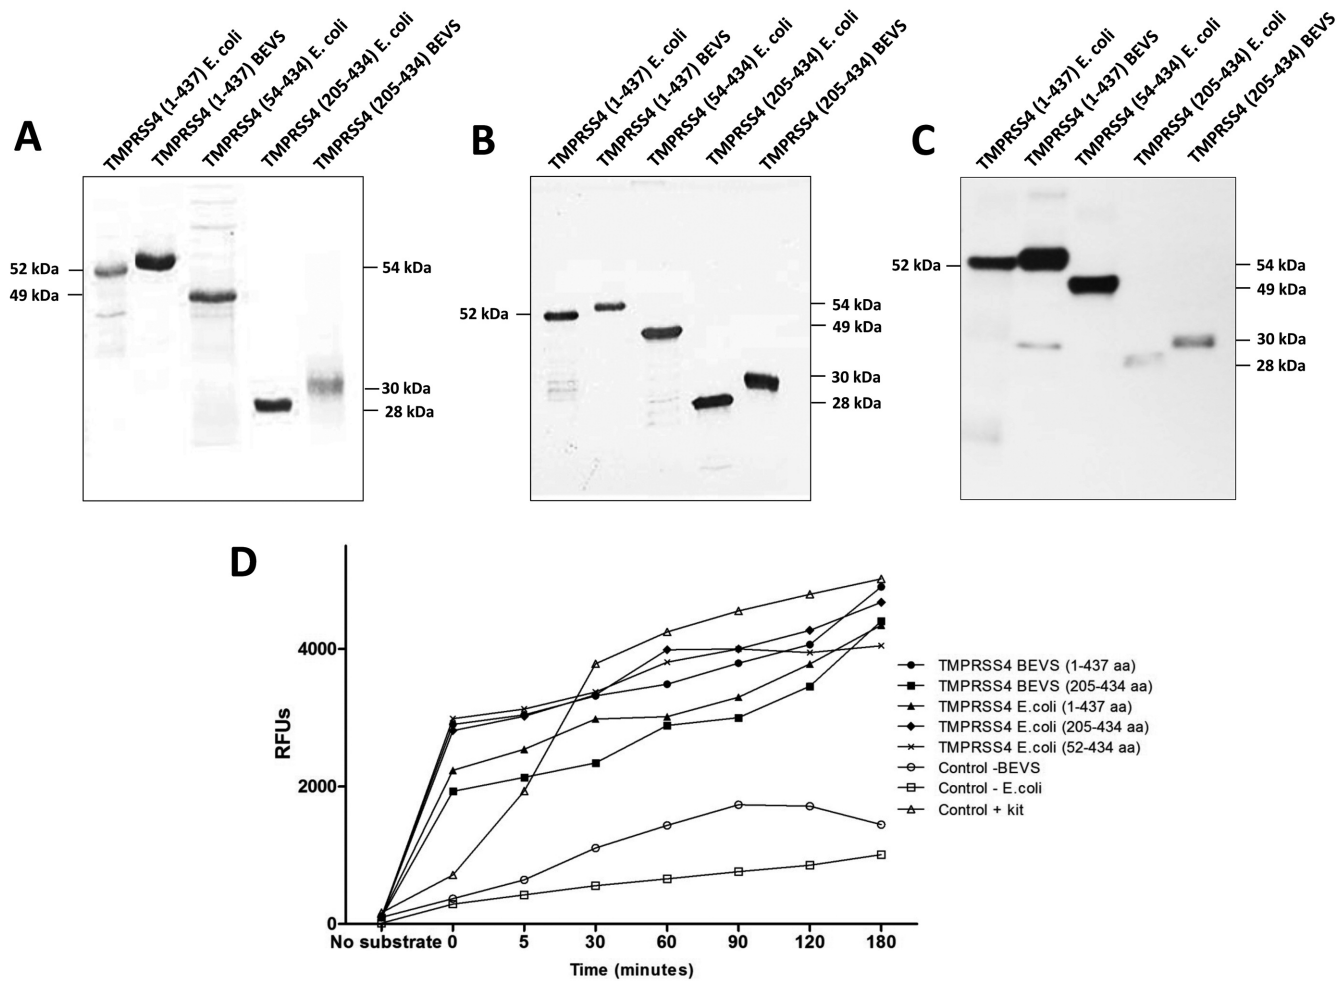 A
TMPRSS4 (1-437) E. coli
TMPRSS4 (1-437) BEVS
TMPRSS4 (54-434) E. coli
TMPRSS4 (205-434) E. coli
TMPRSS4 (205-434) BEVS
52 kDa
49 kDa
54 kDa
30 kDa
28 kDa
B
TMPRSS4 (1-437) E. coli
TMPRSS4 (1-437) BEVS
TMPRSS4 (54-434) E. coli
TMPRSS4 (205-434) E. coli
TMPRSS4 (205-434) BEVS
52 kDa
54 kDa
49 kDa
30 kDa
28 kDa
C
TMPRSS4 (1-437) E. coli
TMPRSS4 (1-437) BEVS
TMPRSS4 (54-434) E. coli
TMPRSS4 (205-434) E. coli
TMPRSS4 (205-434) BEVS
52 kDa
54 kDa
49 kDa
30 kDa
28 kDa
D
RFUs
4000
2000
0
No substrate 0 5 30 60 90 120 180
Time (minutes)
TMPRSS4 BEVS (1-437 aa)
TMPRSS4 BEVS (205-434 aa)
TMPRSS4 E.coli (1-437 aa)
TMPRSS4 E.coli (205-434 aa)
TMPRSS4 E.coli (52-434 aa)
Control -BEVS
Control - E.coli
Control + kit